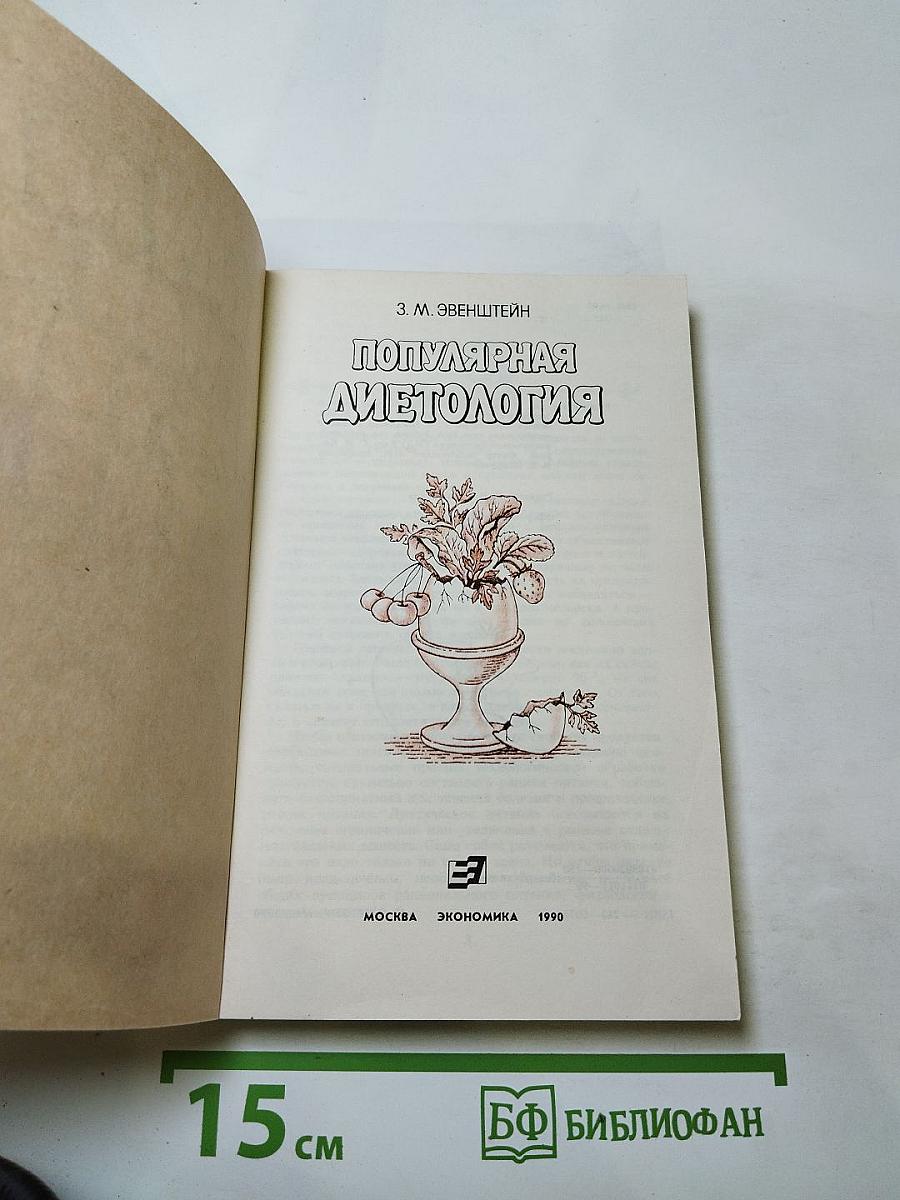 З. М. ЭВЕНШТЕЙН
ПОПУЛЯРНАЯ
ДИЕТОЛОГИЯ
МОСКВА ЭКОНОМИКА 1990
15 см
БФ БИБЛИОФАН